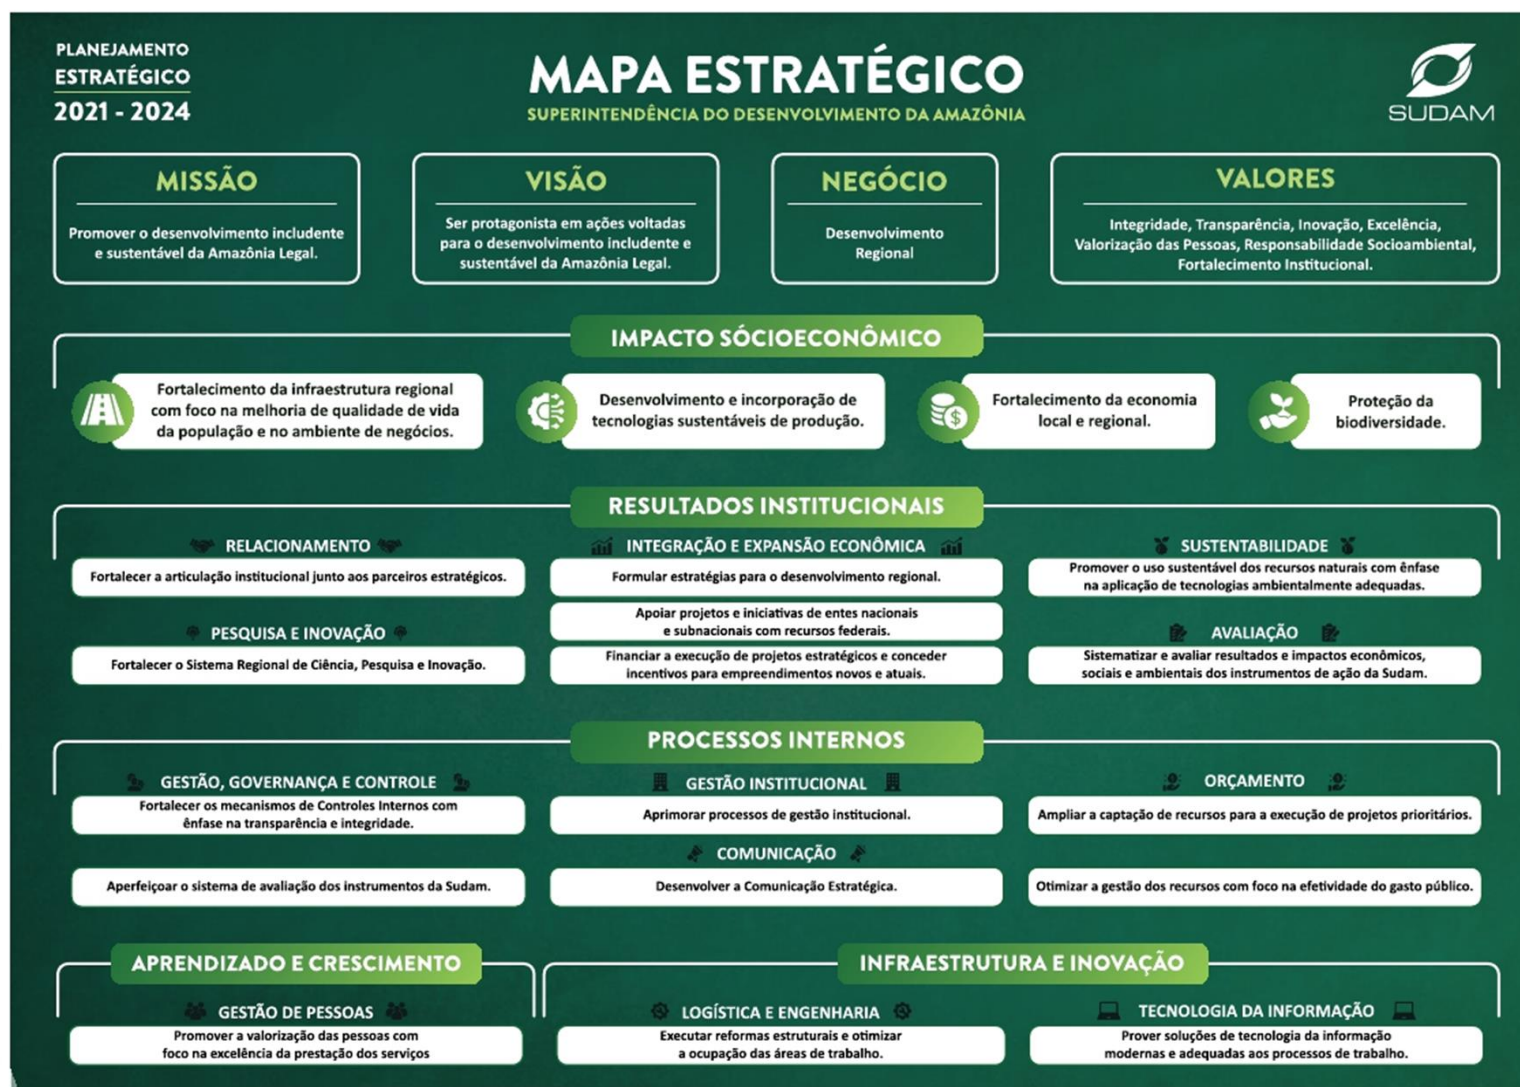 PLANEJAMENTO
ESTRATÉGICO
2021 - 2024
MAPA ESTRATÉGICO
SUPERINTENDÊNCIA DO DESENVOLVIMENTO DA AMAZÔNIA
SUDAM
MISSÃO
Promover o desenvolvimento includente
e sustentável da Amazônia Legal.
VISÃO
Ser protagonista em ações voltadas
para o desenvolvimento includente e
sustentável da Amazônia Legal.
NEGÓCIO
Desenvolvimento
Regional
VALORES
Integridade, Transparência, Inovação, Excelência,
Valorização das Pessoas, Responsabilidade Socioambiental,
Fortalecimento Institucional.
IMPACTO SÓCIOECONÔMICO
Fortalecimento da infraestrutura regional
com foco na melhoria de qualidade de vida
da população e no ambiente de negócios.
Desenvolvimento e incorporação de
tecnologias sustentáveis de produção.
Fortalecimento da economia
local e regional.
Proteção da
biodiversidade.
RESULTADOS INSTITUCIONAIS
RELACIONAMENTO
Fortalecer a articulação institucional junto aos parceiros estratégicos.
PESQUISA E INOVAÇÃO
Fortalecer o Sistema Regional de Ciência, Pesquisa e Inovação.
INTEGRAÇÃO E EXPANSÃO ECONÔMICA
Formular estratégias para o desenvolvimento regional.
Apoiar projetos e iniciativas de entes nacionais
e subnacionais com recursos federais.
Financiar a execução de projetos estratégicos e conceder
incentivos para empreendimentos novos e atuais.
SUSTENTABILIDADE
Promover o uso sustentável dos recursos naturais com ênfase
na aplicação de tecnologias ambientalmente adequadas.
AVALIAÇÃO
Sistematizar e avaliar resultados e impactos econômicos,
sociais e ambientais dos instrumentos de ação da Sudam.
PROCESSOS INTERNOS
GESTÃO, GOVERNANÇA E CONTROLE
Fortalecer os mecanismos de Controles Internos com
ênfase na transparência e integridade.
Aperfeiçoar o sistema de avaliação dos instrumentos da Sudam.
GESTÃO INSTITUCIONAL
Aprimorar processos de gestão institucional.
COMUNICAÇÃO
Desenvolver a Comunicação Estratégica.
ORÇAMENTO
Ampliar a captação de recursos para a execução de projetos prioritários.
Otimizar a gestão dos recursos com foco na efetividade do gasto público.
APRENDIZADO E CRESCIMENTO
GESTÃO DE PESSOAS
Promover a valorização das pessoas com
foco na excelência da prestação dos serviços
INFRAESTRUTURA E INOVAÇÃO
LOGÍSTICA E ENGENHARIA
Executar reformas estruturais e otimizar
a ocupação das áreas de trabalho.
TECNOLOGIA DA INFORMAÇÃO
Prover soluções de tecnologia da informação
modernas e adequadas aos processos de trabalho.